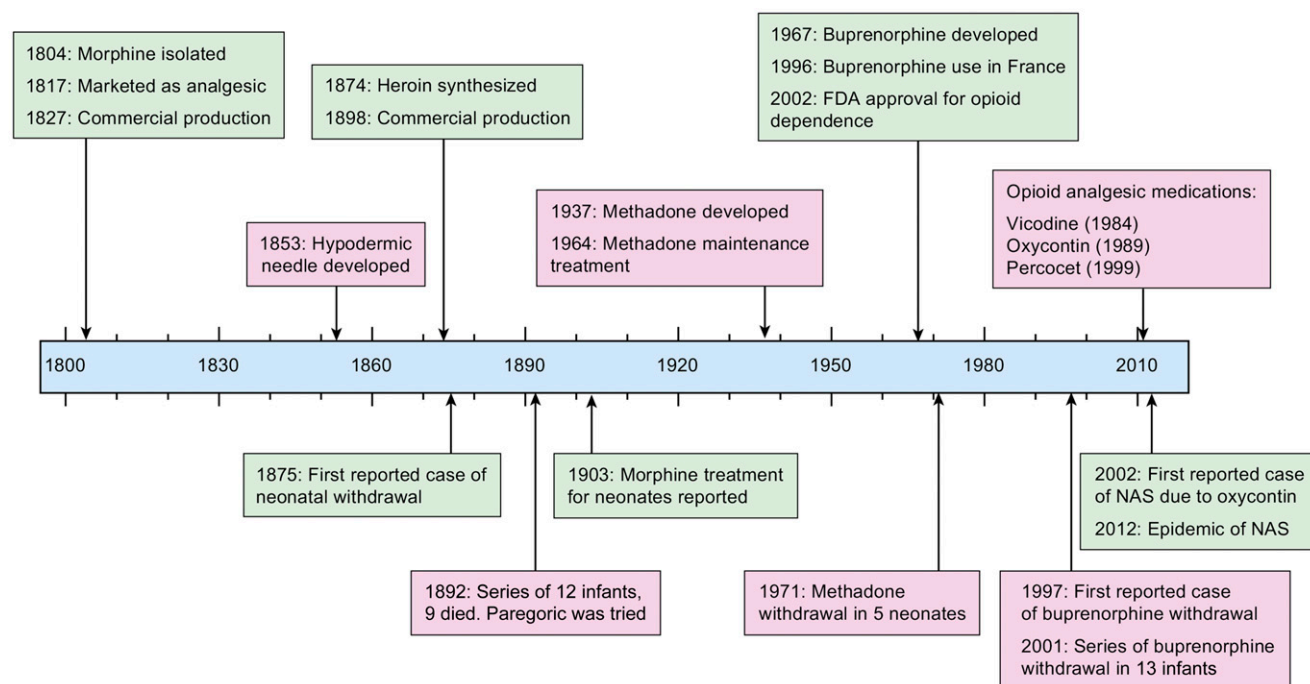 1804: Morphine isolated
1817: Marketed as analgesic
1827: Commercial production
1874: Heroin synthesized
1898: Commercial production
1967: Buprenorphine developed
1996: Buprenorphine use in France
2002: FDA approval for opioid
dependence
1853: Hypodermic
needle developed
1937: Methadone developed
1964: Methadone maintenance
treatment
Opioid analgesic medications:
Vicodine (1984)
Oxycontin (1989)
Percocet (1999)
1800 1830 1860 1890 1920 1950 1980 2010
1875: First reported case of
neonatal withdrawal
1903: Morphine treatment
for neonates reported
2002: First reported case
of NAS due to oxycontin
2012: Epidemic of NAS
1892: Series of 12 infants,
9 died. Paregoric was tried
1971: Methadone
withdrawal in 5 neonates
1997: First reported case
of buprenorphine withdrawal
2001: Series of buprenorphine
withdrawal in 13 infants